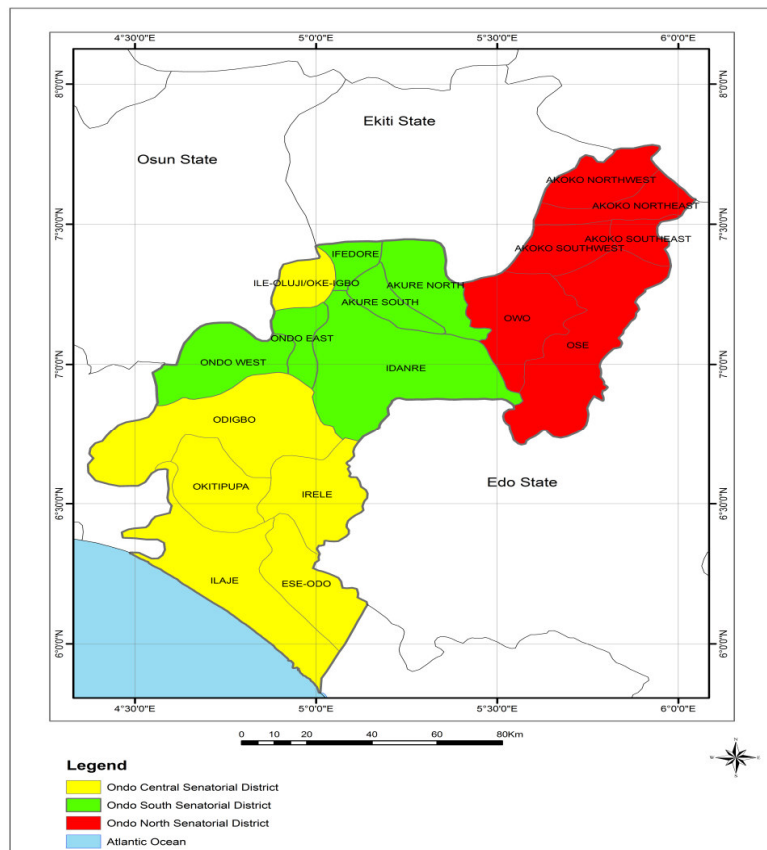 4°30'0"E 5°0'0"E 5°30'0"E 6°0'0"E
8°0'0"N 8°0'0"N
Ekiti State
Osun State
AKOKO NORTHWEST
AKOKO NORTHEAST
7°30'0"N 7°30'0"N
AKOKO SOUTHEAST
AKOKO SOUTHWEST
IFEDORE
ILE-OLUJI/OKE-IGBO
AKURE NORTH
AKURE SOUTH
OWO
ONDO EAST
OSE
ONDO WEST
IDANRE
7°0'0"N 7°0'0"N
ODIGBO
Edo State
OKITIPUPA
IRELE
6°30'0"N 6°30'0"N
ILAJE
ESE-ODO
6°0'0"N 6°0'0"N
4°30'0"E 5°0'0"E 5°30'0"E 6°0'0"E
0 10 20 40 60 80Km
N
W E
S
Legend
Ondo Central Senatorial District
Ondo South Senatorial District
Ondo North Senatorial District
Atlantic Ocean